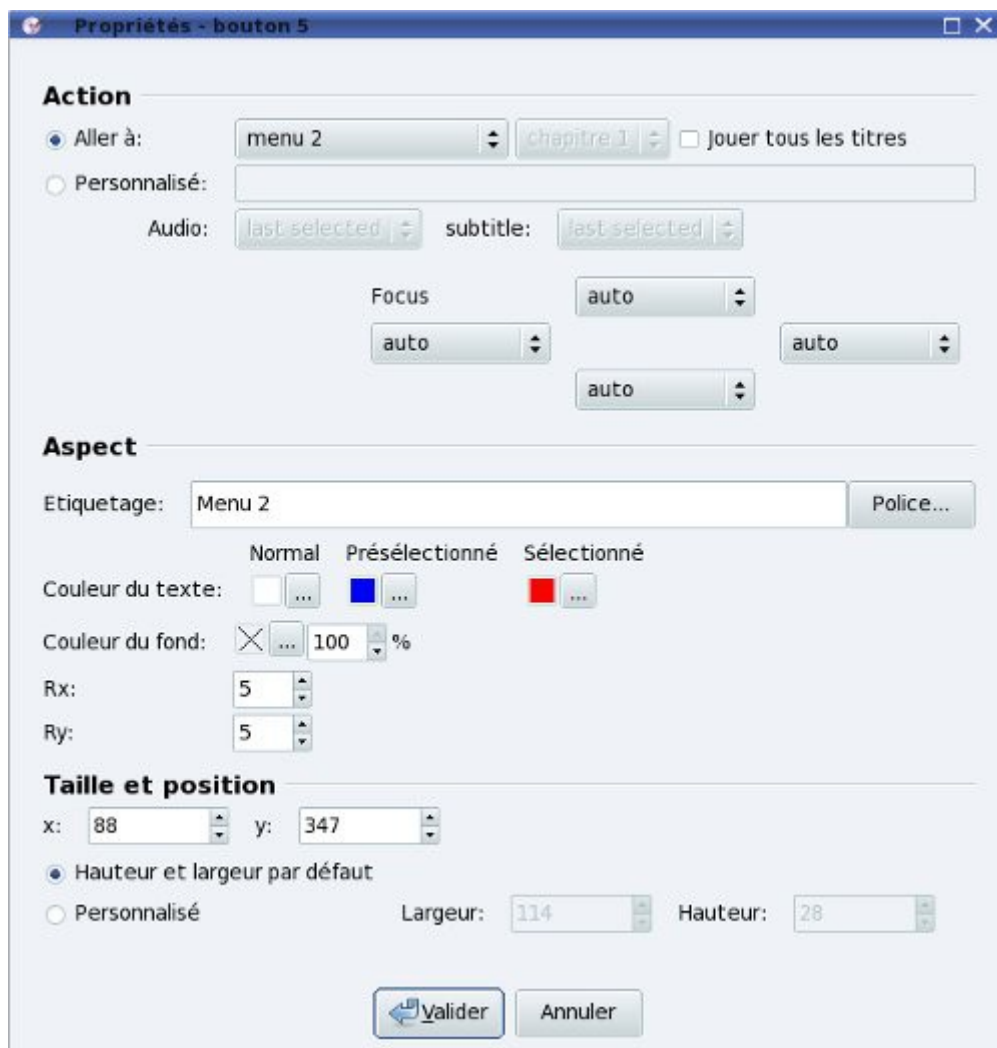 Propriétés - bouton 5
Action
Aller à: menu 2 chapitre 1 Jouer tous les titres
Personnalisé:
Audio: last selected subtitle: last selected
Focus auto
auto auto
auto
Aspect
Etiquetage: Menu 2 Police...
Normal Présélectionné Sélectionné
Couleur du texte: ... ... ...
Couleur du fond: ... 100 %
Rx: 5
Ry: 5
Taille et position
x: 88 y: 347
Hauteur et largeur par défaut
Personnalisé Largeur: 114 Hauteur: 28
Valider Annuler